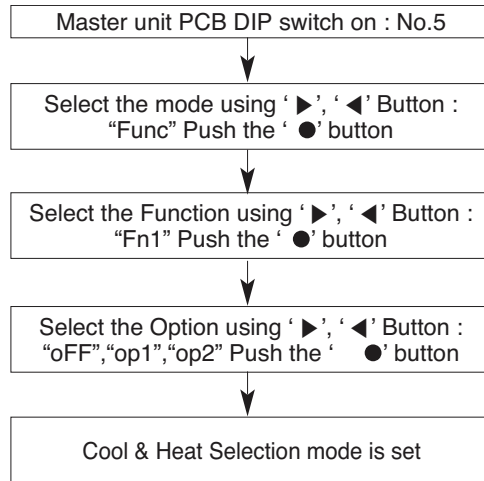 Master unit PCB DIP switch on : No.5
Select the mode using ‘ ▶’, ‘ ◀’ Button :
“Func” Push the ‘ ●’ button
Select the Function using ‘ ▶’, ‘ ◀’ Button :
“Fn1” Push the ‘ ●’ button
Select the Option using ‘ ▶’, ‘ ◀’ Button :
“oFF”,“op1”,“op2” Push the ‘ ●’ button
Cool & Heat Selection mode is set